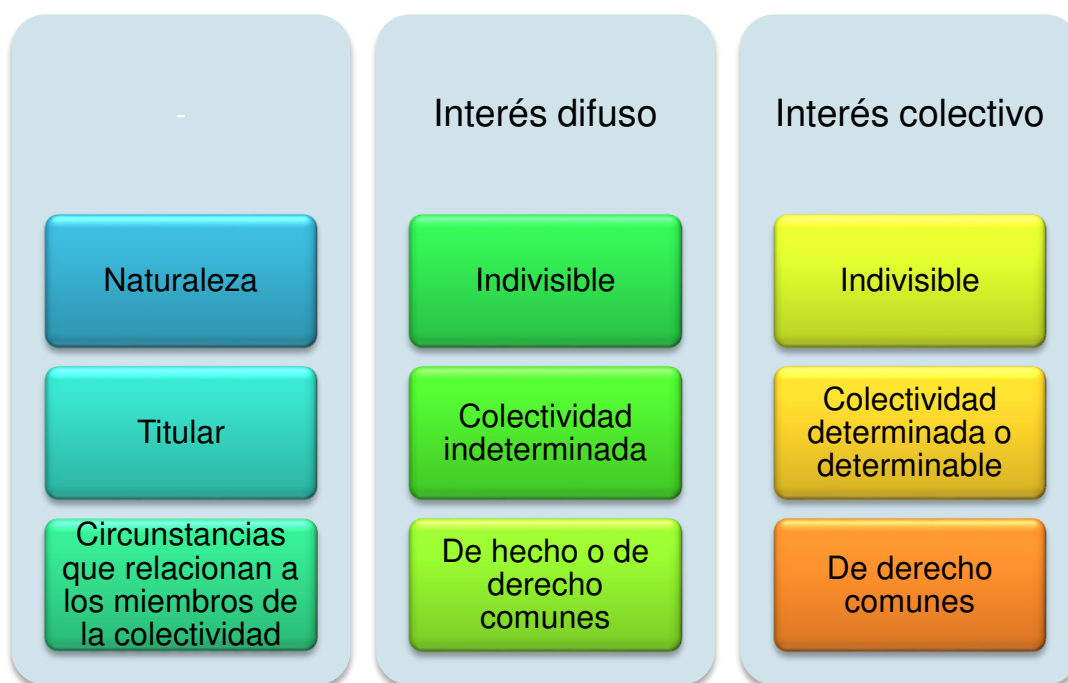 -
Interés difuso
Interés colectivo
Naturaleza
Indivisible
Indivisible
Titular
Colectividad
indeterminada
Colectividad
determinada o
determinable
Circunstancias
que relacionan a
los miembros de
la colectividad
De hecho o de
derecho
comunes
De derecho
comunes